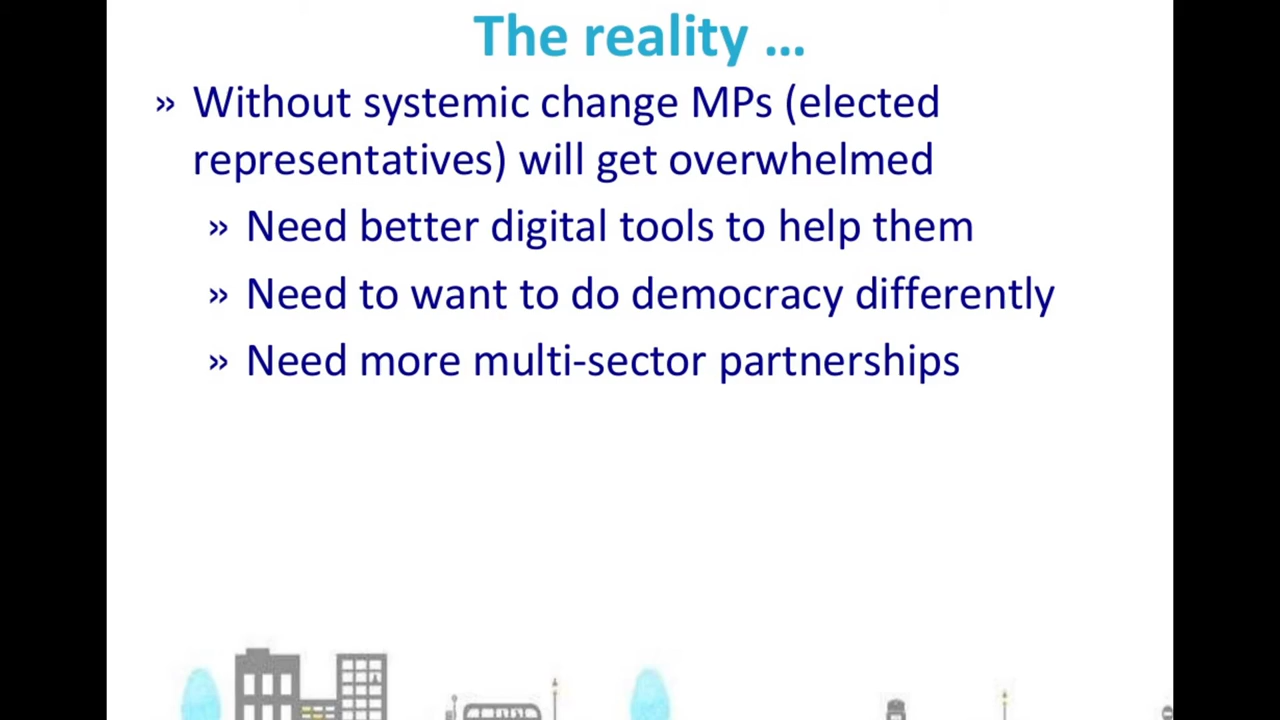 The reality ...
» Without systemic change MPs (elected
representatives) will get overwhelmed
» Need better digital tools to help them
» Need to want to do democracy differently
» Need more multi-sector partnerships